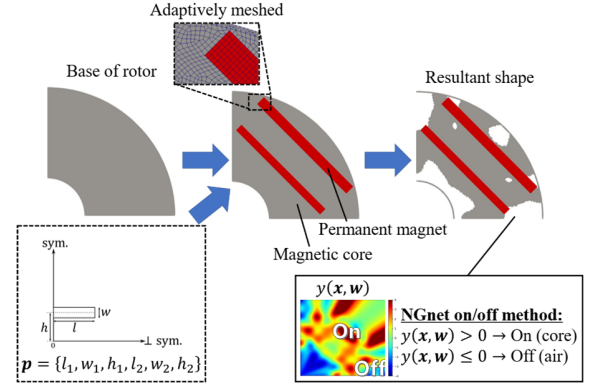 Adaptively meshed
Base of rotor
Resultant shape
Permanent magnet
Magnetic core
sym.
w
h
l
0
⊥ sym.
𝒑 = {l₁, w₁, h₁, l₂, w₂, h₂}
y(𝒙, 𝒘)
On
Off
NGnet on/off method:
y(𝒙, 𝒘) > 0 → On (core)
y(𝒙, 𝒘) ≤ 0 → Off (air)